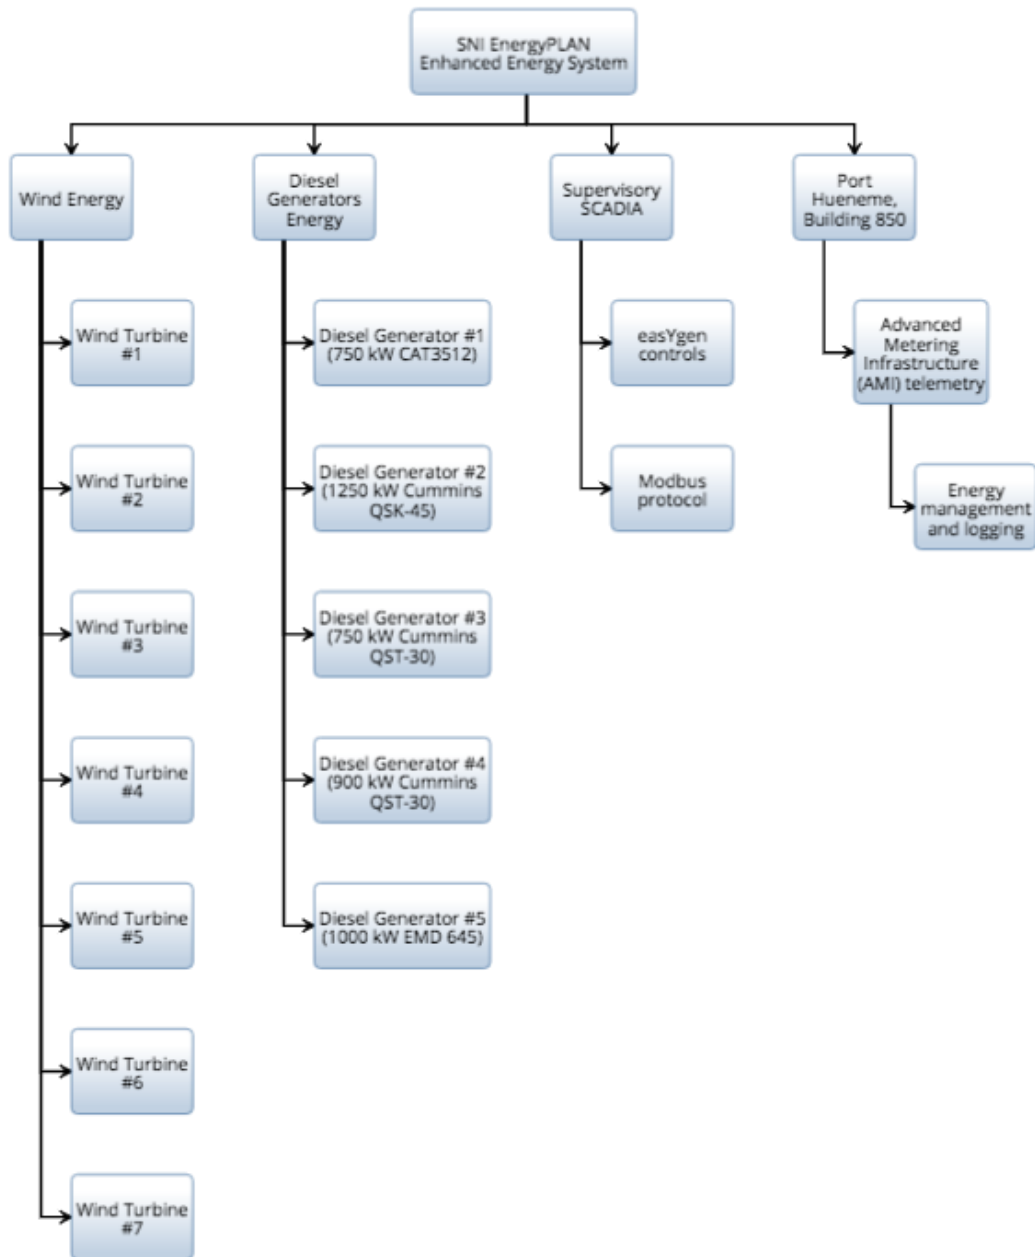 SNI EnergyPLAN
Enhanced Energy System
Wind Energy
Diesel
Generators
Energy
Supervisory
SCADIA
Port
Hueneme,
Building 850
Wind Turbine
#1
Wind Turbine
#2
Wind Turbine
#3
Wind Turbine
#4
Wind Turbine
#5
Wind Turbine
#6
Wind Turbine
#7
Diesel Generator #1
(750 kW CAT3512)
Diesel Generator #2
(1250 kW Cummins
QSK-45)
Diesel Generator #3
(750 kW Cummins
QST-30)
Diesel Generator #4
(900 kW Cummins
QST-30)
Diesel Generator #5
(1000 kW EMD 645)
easYgen
controls
Modbus
protocol
Advanced
Metering
Infrastructure
(AMI) telemetry
Energy
management
and logging